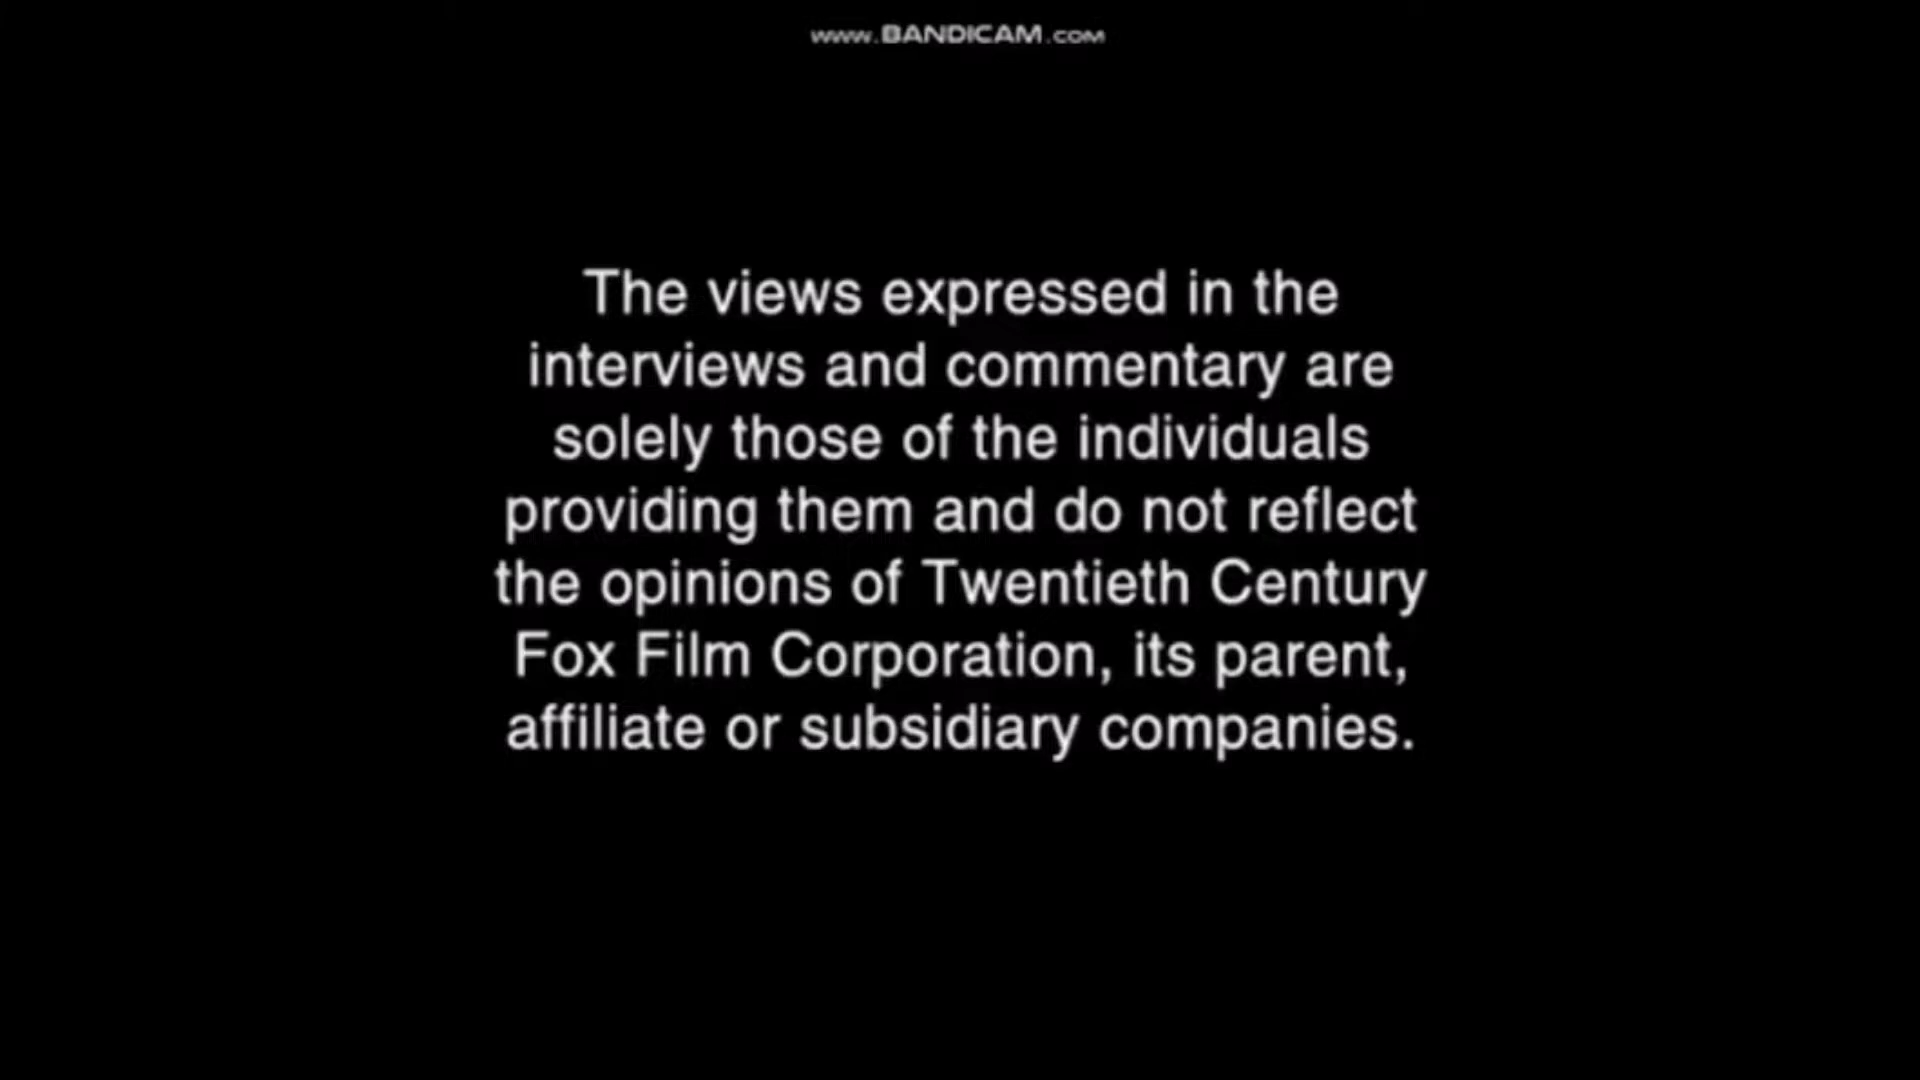 www.BANDICAM.COM
The views expressed in the
interviews and commentary are
solely those of the individuals
providing them and do not reflect
the opinions of Twentieth Century
Fox Film Corporation, its parent,
affiliate or subsidiary companies.